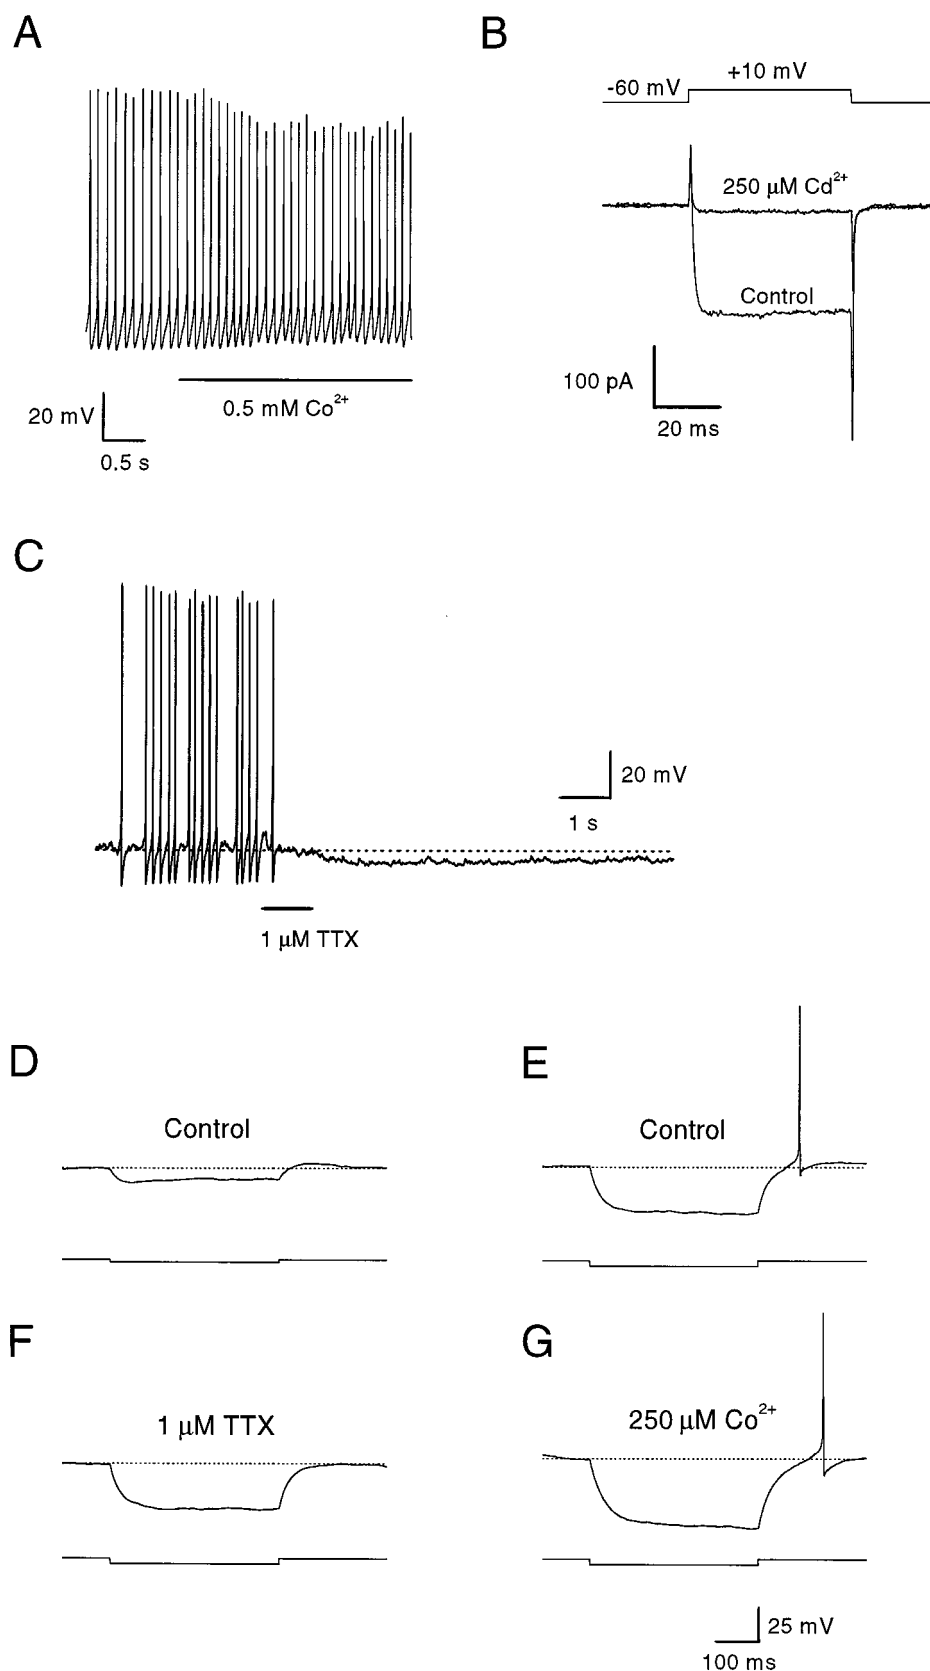 A
B
-60 mV
+10 mV
250 μM Cd²⁺
Control
100 pA
20 ms
20 mV
0.5 s
0.5 mM Co²⁺
C
20 mV
1 s
1 μM TTX
D
E
Control
Control
F
G
1 μM TTX
250 μM Co²⁺
25 mV
100 ms